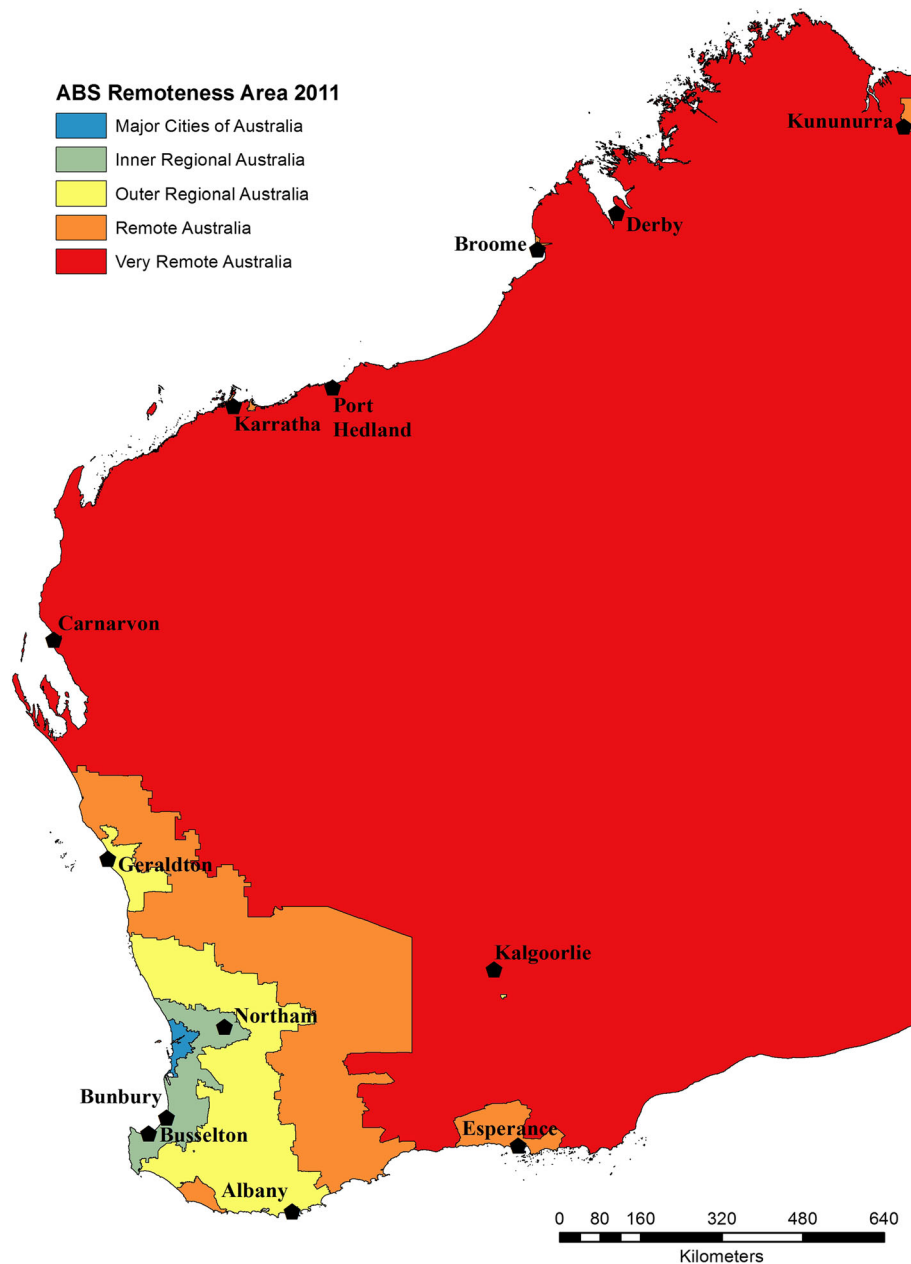 ABS Remoteness Area 2011
Major Cities of Australia
Inner Regional Australia
Outer Regional Australia
Remote Australia
Very Remote Australia
Kununurra
Derby
Broome
Port
Hedland
Karratha
Carnarvon
Geraldton
Kalgoorlie
Northam
Bunbury
Busselton
Esperance
Albany
0 80 160 320 480 640
Kilometers